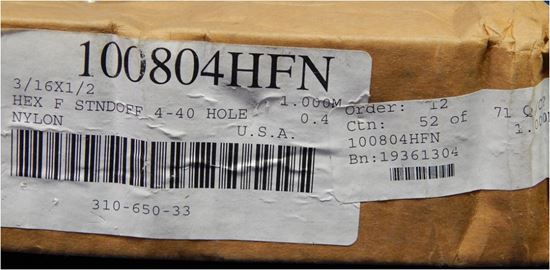 100804HFN
3/16X1/2
HEX F STNDOFF 4-40 HOLE
NYLON
1.000M
0.4
U.S.A.
310-650-33
Order: 12
Ctn: 52 of 71
100804HFN
Bn:19361304